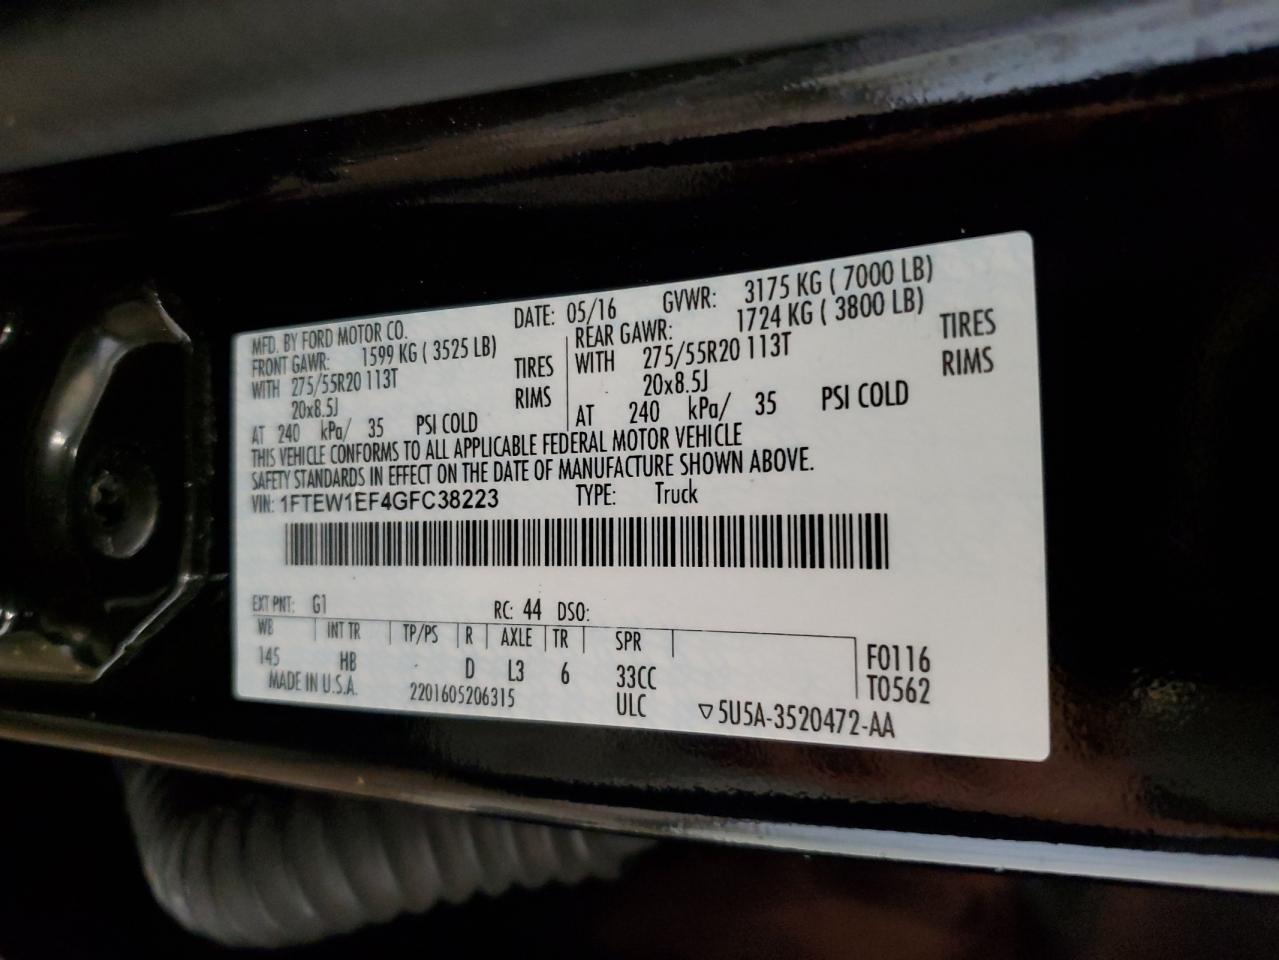 MFD. BY FORD MOTOR CO.
DATE: 05/16 GVWR: 3175 KG ( 7000 LB)
FRONT GAWR: 1599 KG ( 3525 LB)
WITH 275/55R20 113T TIRES
20x8.5J RIMS
AT 240 kPa/ 35 PSI COLD
REAR GAWR: 1724 KG ( 3800 LB)
WITH 275/55R20 113T TIRES
20x8.5J RIMS
AT 240 kPa/ 35 PSI COLD
THIS VEHICLE CONFORMS TO ALL APPLICABLE FEDERAL MOTOR VEHICLE
SAFETY STANDARDS IN EFFECT ON THE DATE OF MANUFACTURE SHOWN ABOVE.
VIN: 1FTEW1EF4GFC38223 TYPE: Truck
EXT PNT: G1 RC: 44 DSO:
WB INT TR TP/PS R AXLE TR SPR
145 HB D L3 6 33CC
F0116
T0562
MADE IN U.S.A. 2201605206315 ULC ▽5U5A-3520472-AA